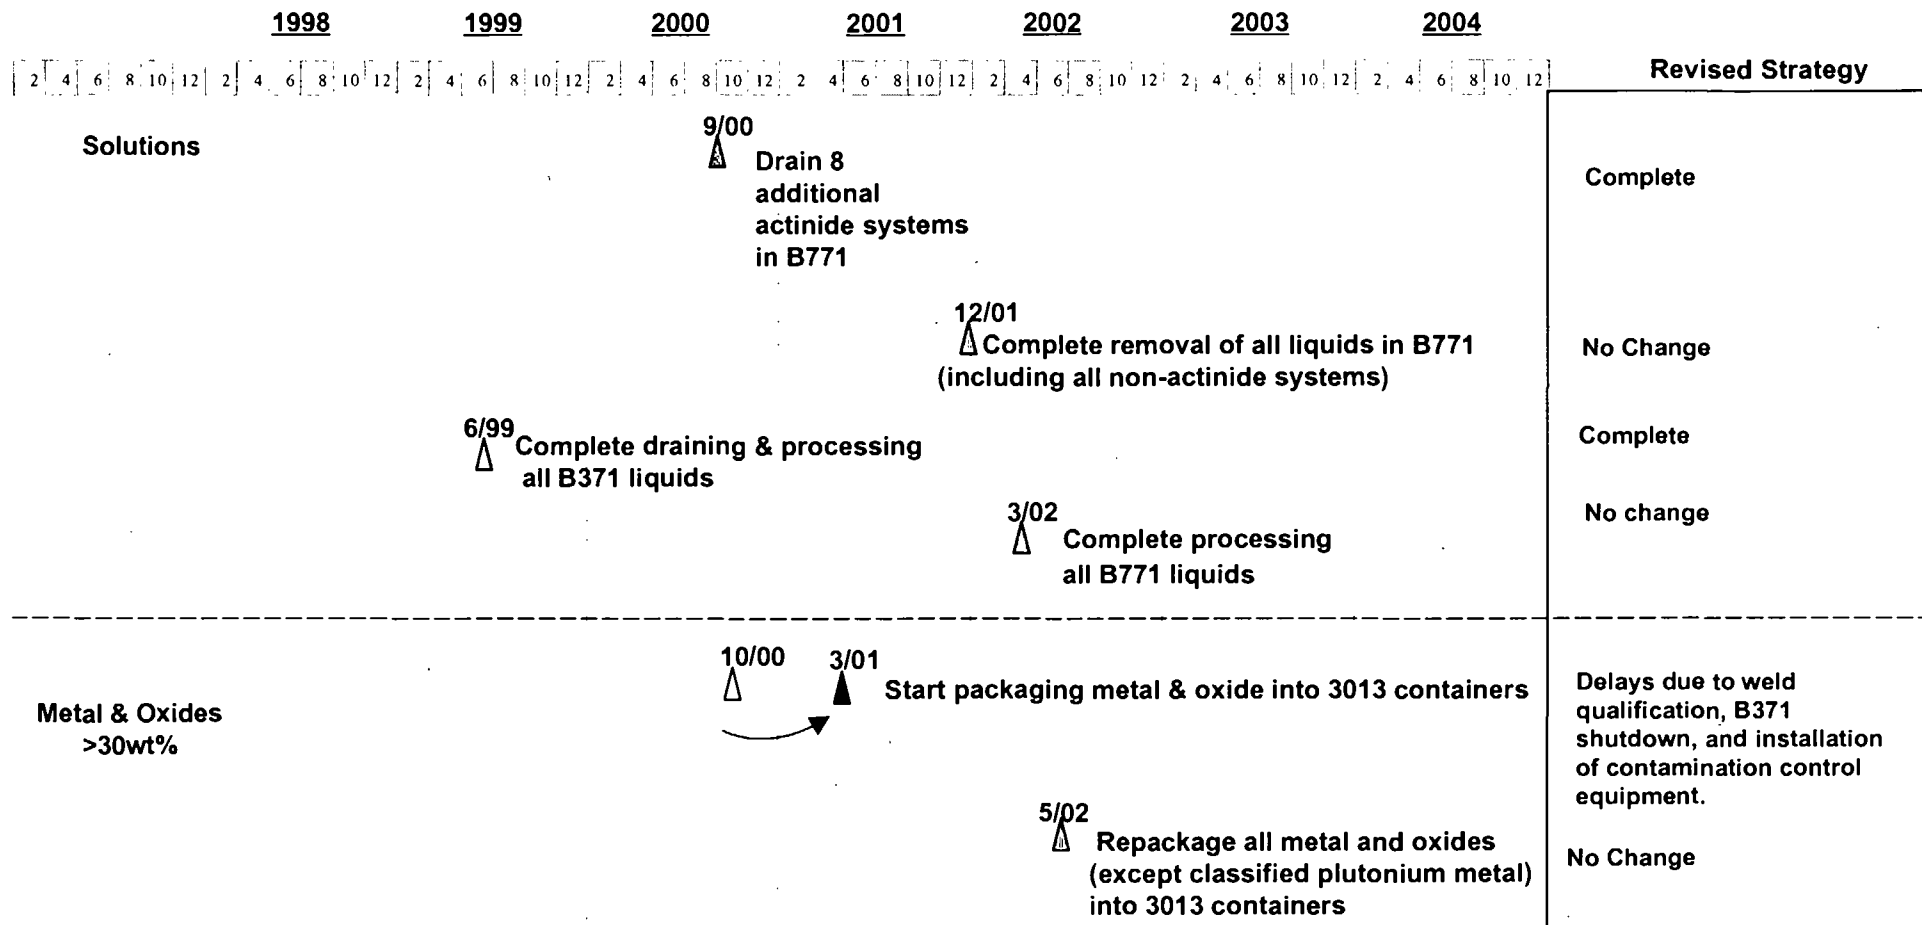 1998 1999 2000 2001 2002 2003 2004
2 4 6 8 10 12 2 4 6 8 10 12 2 4 6 8 10 12 2 4 6 8 10 12 2 4 6 8 10 12 2 4 6 8 10 12 2 4 6 8 10 12 2 4 6 8 10 12
Revised Strategy
Solutions
9/00
Drain 8
additional
actinide systems
in B771
Complete
12/01
Complete removal of all liquids in B771
(including all non-actinide systems)
No Change
6/99
Complete draining & processing
all B371 liquids
Complete
3/02
Complete processing
all B771 liquids
No change
Metal & Oxides
>30wt%
10/00 3/01
Start packaging metal & oxide into 3013 containers
Delays due to weld
qualification, B371
shutdown, and installation
of contamination control
equipment.
5/02
Repackage all metal and oxides
(except classified plutonium metal)
into 3013 containers
No Change